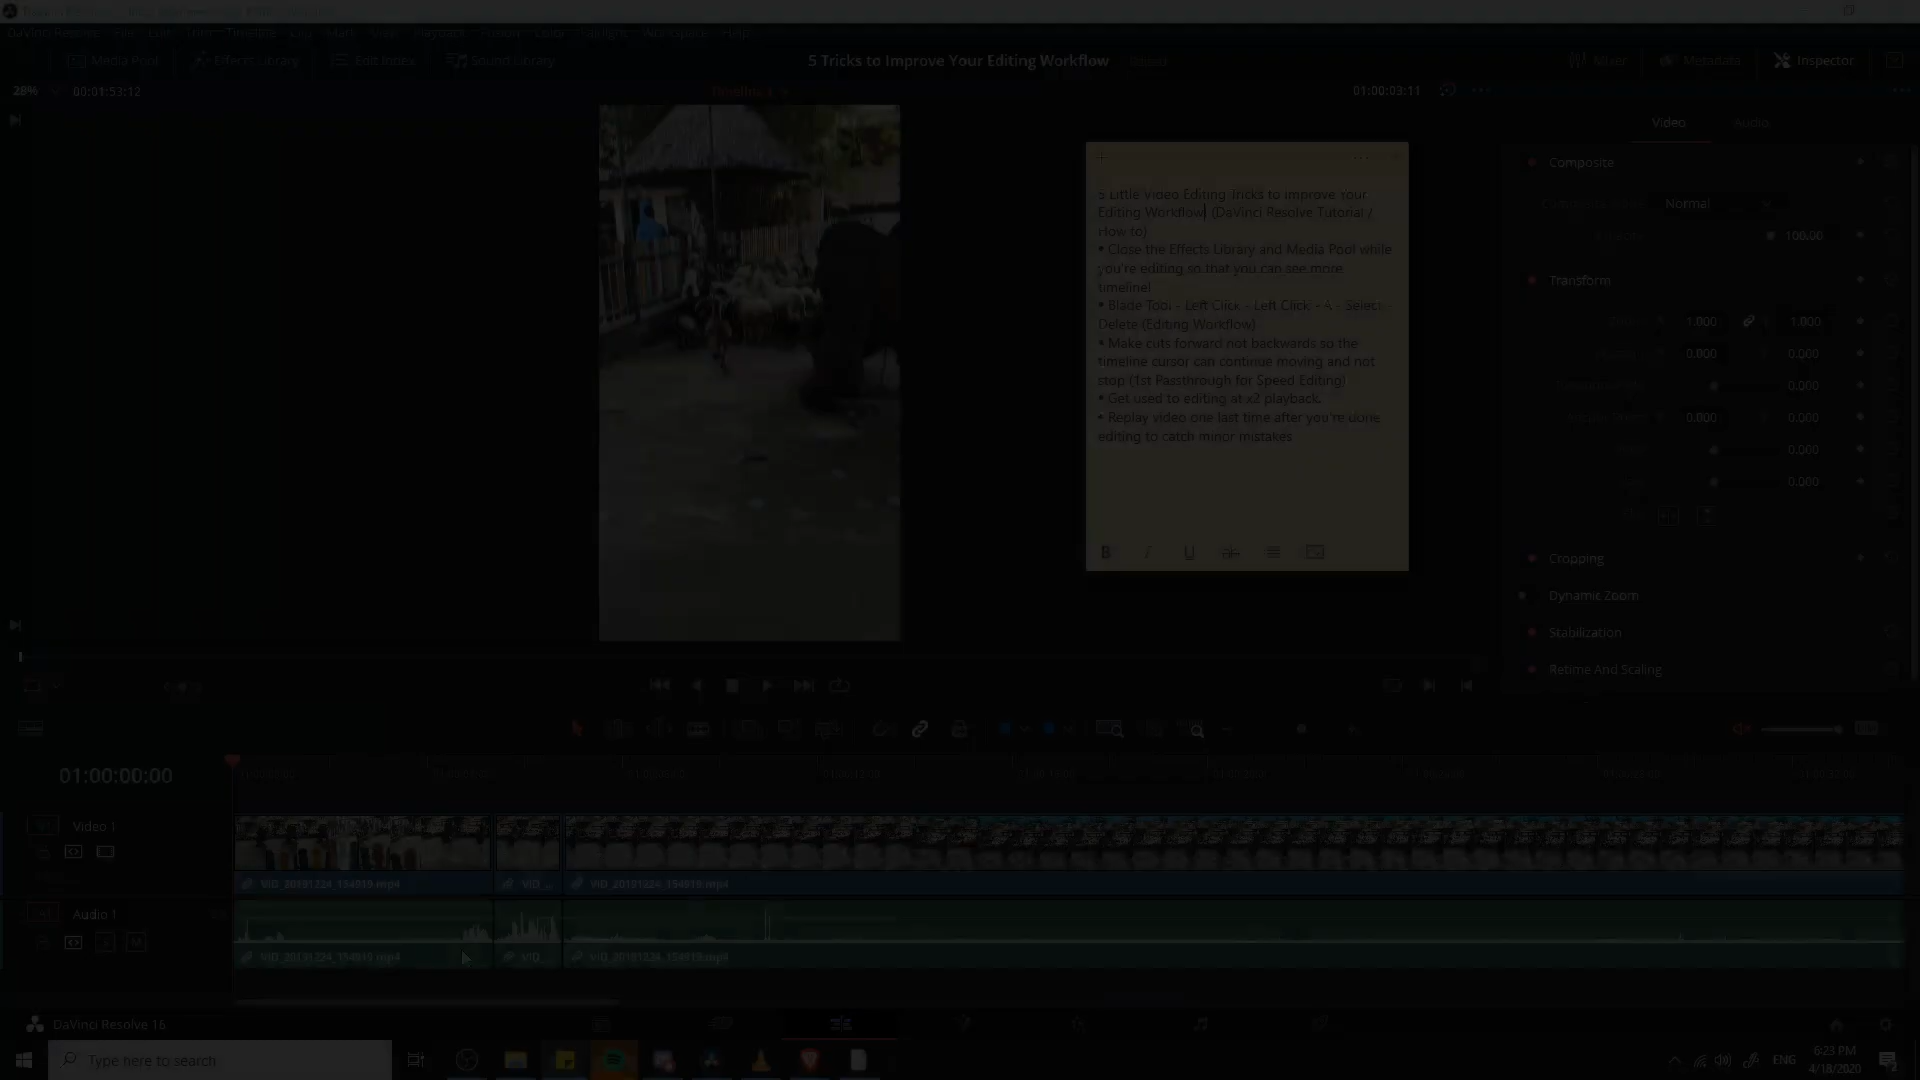 DaVinci Resolve File Edit Trim Timeline Clip Mark View Playback Fusion Color Fairlight Workspace Help
Media Pool Effects Library Edit Index Sound Library 5 Tricks to Improve Your Editing Workflow Edited Mixer Metadata Inspector
28% 00:01:53:12 Timeline 1 01:00:03:11
Video Audio
Composite
Normal
100.00
Transform
1.000 1.000
0.000 0.000
0.000
0.000 0.000
0.000
0.000
Cropping
Dynamic Zoom
Stabilization
Retime And Scaling
5 Little Video Editing Tricks to Improve Your
Editing Workflow (DaVinci Resolve Tutorial /
How to)
• Close the Effects Library and Media Pool while
you're editing so that you can see more
timeline!
• Blade Tool - Left Click - Left Click - A - Select -
Delete (Editing Workflow)
• Make cuts forward not backwards so the
timeline cursor can continue moving and not
stop (1st Passthrough for Speed Editing)
• Get used to editing at x2 playback.
• Replay video one last time after you're done
editing to catch minor mistakes
B I U ab
01:00:00:00
Video 1
VID_20191224_154919.mp4 VID ... VID_20191224_154919.mp4
Audio 1
VID_20191224_154919.mp4 VID VID_20191224_154919.mp4
DaVinci Resolve 16
Type here to search
ENG
6:23 PM
4/18/2020